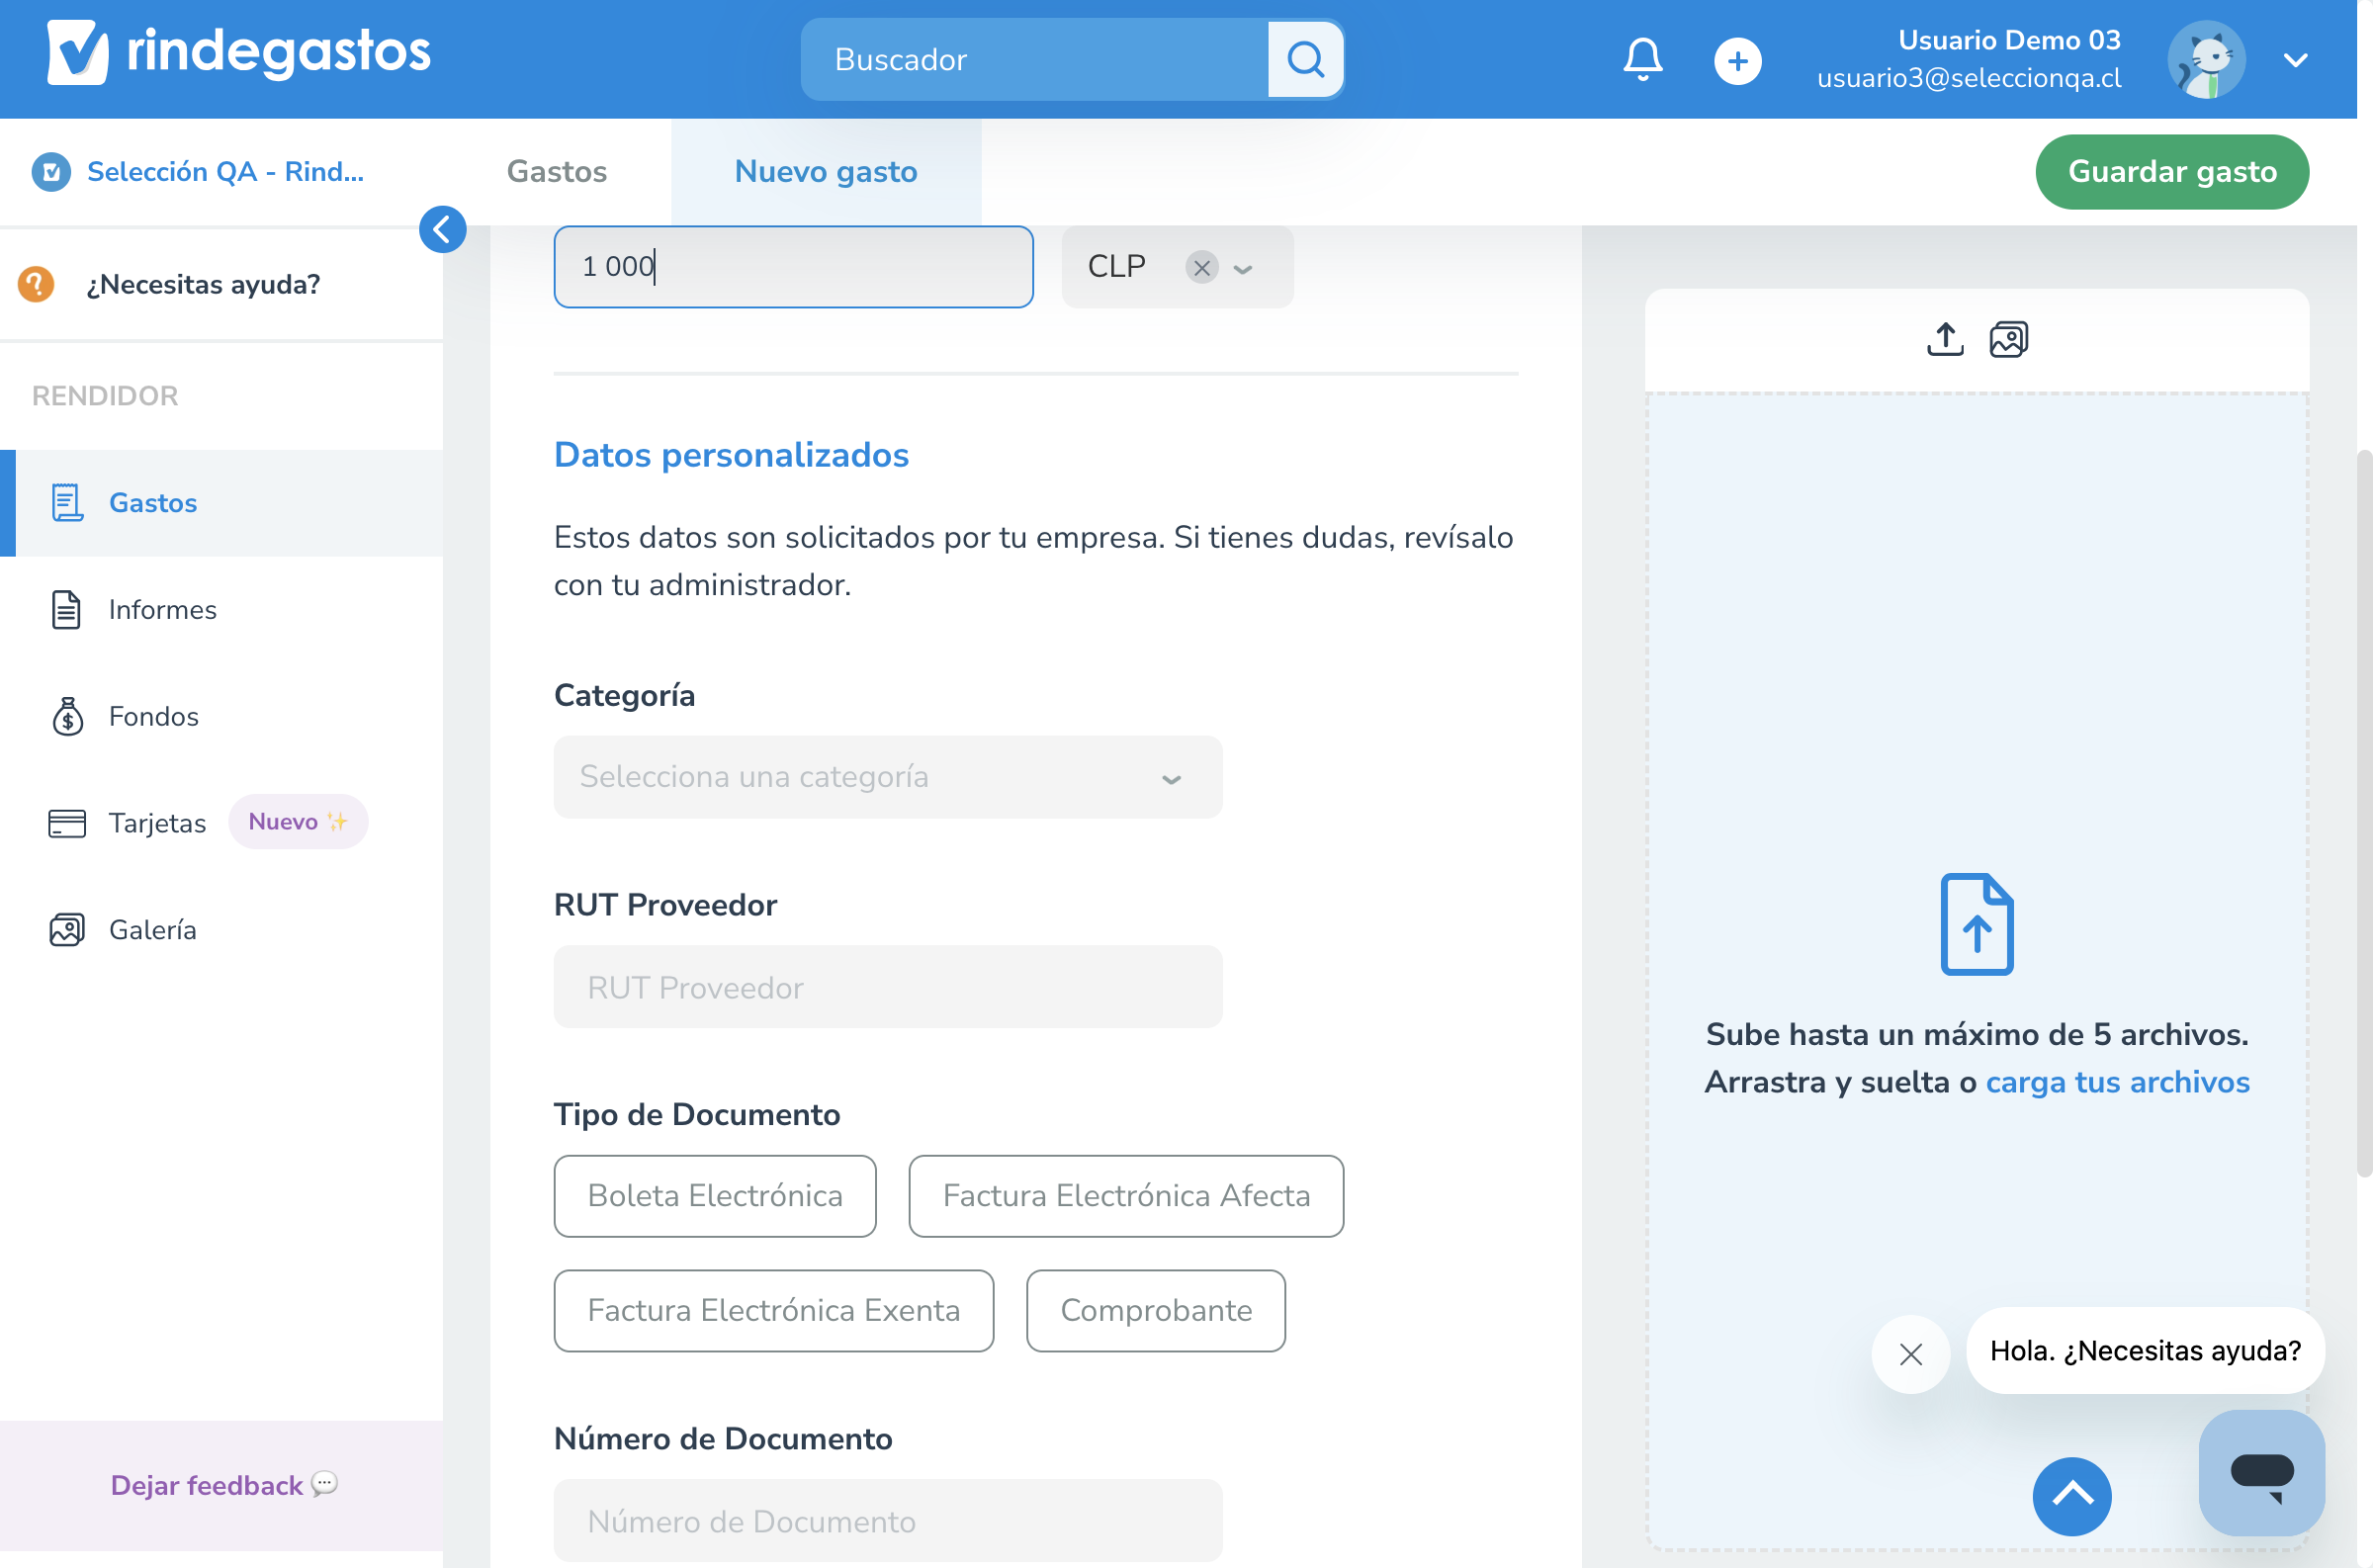 rindegastos
Buscador
Usuario Demo 03
usuario3@seleccionqa.cl
Selección QA - Rind...
Gastos
Nuevo gasto
Guardar gasto
¿Necesitas ayuda?
RENDIDOR
Gastos
Informes
Fondos
Tarjetas
Nuevo ✨
Galería
Dejar feedback 💬
1 000
CLP
Datos personalizados
Estos datos son solicitados por tu empresa. Si tienes dudas, revísalo
con tu administrador.
Categoría
Selecciona una categoría
RUT Proveedor
RUT Proveedor
Tipo de Documento
Boleta Electrónica
Factura Electrónica Afecta
Factura Electrónica Exenta
Comprobante
Número de Documento
Número de Documento
Sube hasta un máximo de 5 archivos.
Arrastra y suelta o carga tus archivos
Hola. ¿Necesitas ayuda?